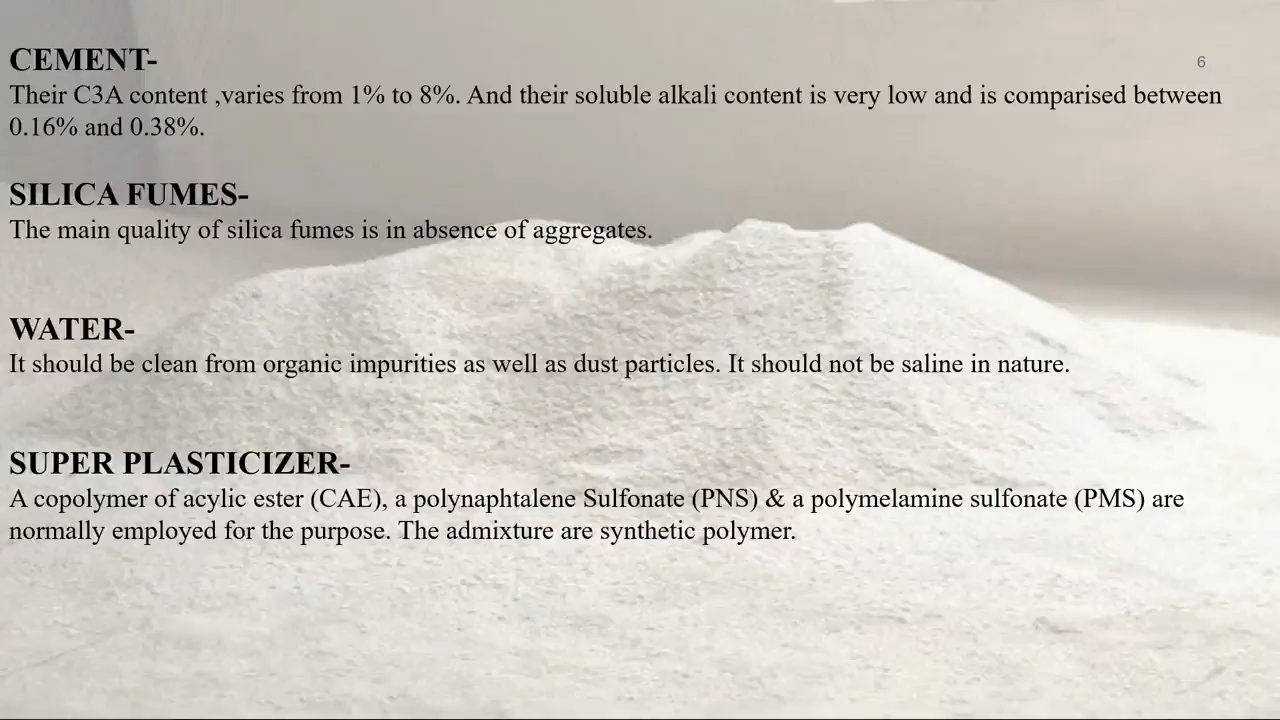 6
CEMENT-
Their C3A content ,varies from 1% to 8%. And their soluble alkali content is very low and is comparised between
0.16% and 0.38%.
SILICA FUMES-
The main quality of silica fumes is in absence of aggregates.
WATER-
It should be clean from organic impurities as well as dust particles. It should not be saline in nature.
SUPER PLASTICIZER-
A copolymer of acylic ester (CAE), a polynaphtalene Sulfonate (PNS) & a polymelamine sulfonate (PMS) are
normally employed for the purpose. The admixture are synthetic polymer.